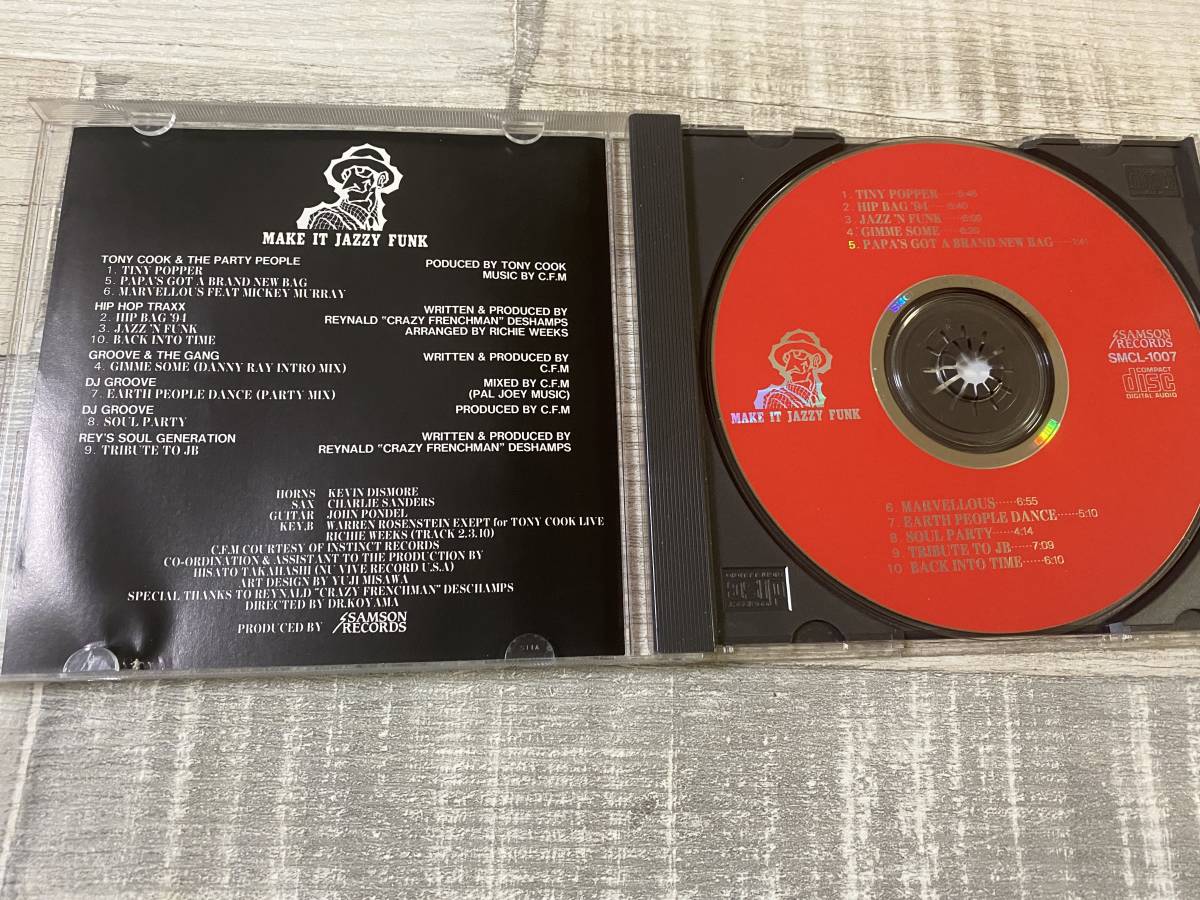 MAKE IT JAZZY FUNK
TONY COOK & THE PARTY PEOPLE
1. TINY POPPER
5. PAPA'S GOT A BRAND NEW BAG
6. MARVELLOUS FEAT MICKEY MURRAY
PODUCED BY TONY COOK
MUSIC BY C.F.M
HIP HOP TRAXX
2. HIP BAG '94
3. JAZZ 'N FUNK
10. BACK INTO TIME
WRITTEN & PRODUCED BY
REYNALD "CRAZY FRENCHMAN" DESHAMPS
ARRANGED BY RICHIE WEEKS
GROOVE & THE GANG
4. GIMME SOME (DANNY RAY INTRO MIX)
WRITTEN & PRODUCED BY
C.F.M
DJ GROOVE
7. EARTH PEOPLE DANCE (PARTY MIX)
MIXED BY C.F.M
(PAL JOEY MUSIC)
DJ GROOVE
8. SOUL PARTY
PRODUCED BY C.F.M
REY'S SOUL GENERATION
9. TRIBUTE TO JB
WRITTEN & PRODUCED BY
REYNALD "CRAZY FRENCHMAN" DESHAMPS
HORNS KEVIN DISMORE
SAX CHARLIE SANDERS
GUITAR JOHN PONDEL
KEY.B WARREN ROSENSTEIN EXEPT for TONY COOK LIVE
RICHIE WEEKS (TRACK 2.3.10)
C.F.M COURTESY OF INSTINCT RECORDS
CO-ORDINATION & ASSISTANT TO THE PRODUCTION BY
HISATO TAKAHASHI (NU VYTE RECORD U.S.A)
ART DESIGN BY YUJI MISAWA
SPECIAL THANKS TO REYNALD "CRAZY FRENCHMAN" DESCHAMPS
DIRECTED BY DR.KOYAMA
PRODUCED BY SAMSON RECORDS
1. TINY POPPER
2. HIP BAG '94
3. JAZZ 'N FUNK
4. GIMME SOME
5. PAPA'S GOT A BRAND NEW BAG
MAKE IT JAZZY FUNK
SAMSON
RECORDS
SMCL-1007
COMPACT
disc
DIGITAL AUDIO
6. MARVELLOUS……6:55
7. EARTH PEOPLE DANCE……5:10
8. SOUL PARTY……4:14
9. TRIBUTE TO JB……7:09
10. BACK INTO TIME……6:10